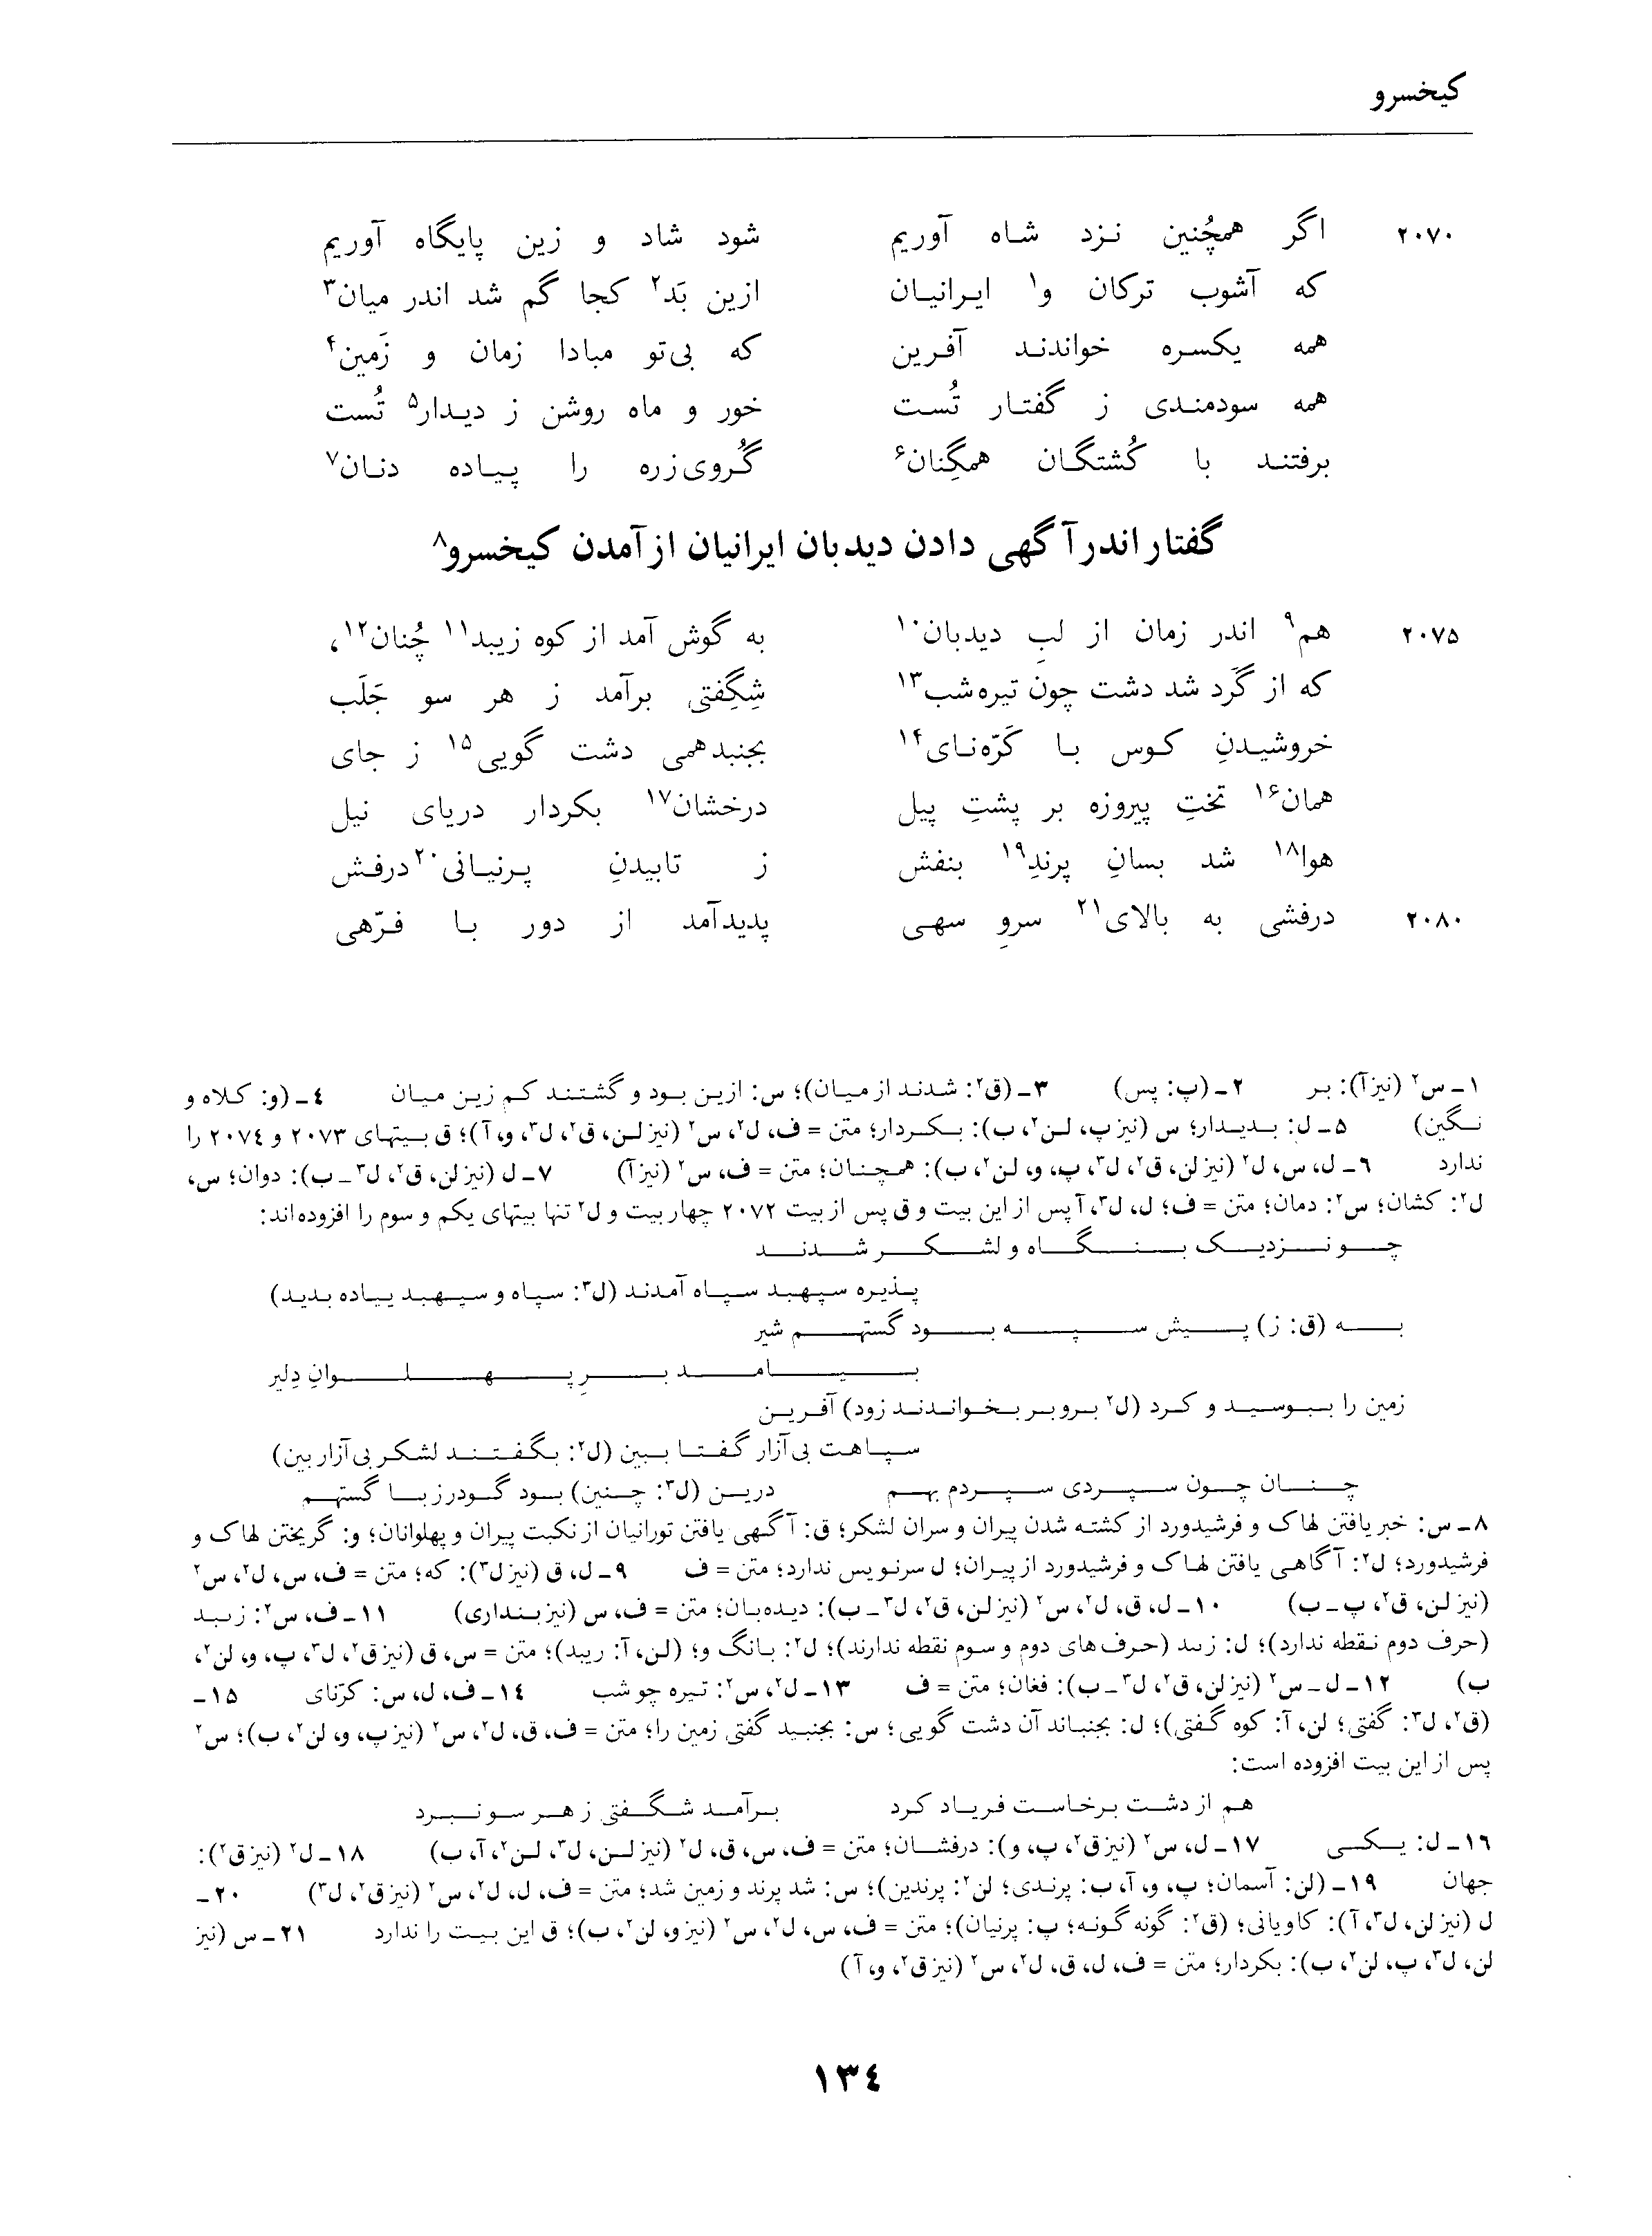 کیخسرو
۲۰۷۰ اگر همچُنین نزد شاه آوریم شود شاد و زین پایگاه آوریم
که آشوب ترکان و۱ ایرانیان ازین بَد۲ کجا گم شد اندر میان۳
همه یکسره خواندند آفرین که بی‌تو مبادا زمان و زَمین۴
همه سودمندی ز گفتار تُست خور و ماه روشن ز دیدار۵ تُست
برفتند با کُشتگان همگِنان۶ گُروی‌زره را پیاده دنان۷
گفتار اندر آگهی دادن دیدبان ایرانیان از آمدن کیخسرو۸
۲۰۷۵ هم۹ اندر زمان از لبِ دیدبان۱۰ به گوش آمد از کوه زیبد۱۱ چُنان۱۲،
که از گَرد شد دشت چون تیره‌شب۱۳ شِگِفتی برآمد ز هر سو جَلَب
خروشیدنِ کوس با کَرّه‌نای۱۴ بجنبدهمی دشت گویی۱۵ ز جای
همان۱۶ تختِ پیروزه بر پشتِ پیل درخشان۱۷ بکردار دریای نیل
هوا۱۸ شد بسانِ پرندِ۱۹ بنفش ز تابیدنِ پرنیانی۲۰ درفش
۲۰۸۰ درفشی به بالای۲۱ سروِ سهی پدیدآمد از دور با فرّهی
۱ـ س۲ (نیزآ): بر ۲ـ (پ: پس) ۳ـ (ق۲: شدند از میان)؛ س: ازین بود و گشتند کم زین میان ۴ـ (و: کلاه و
نگین) ۵ـ ل: بدیدار؛ س (نیز پ، لن۲، ب): بکردار؛ متن = ف، ل۲، س۲ (نیز لن، ق۲، ل۳، و، آ)؛ ق بیتهای ۲۰۷۳ و ۲۰۷۴ را
ندارد ۶ـ ل، س، ل۲ (نیز لن، ق۲، ل۳، پ، و، لن۲، ب): همچنان؛ متن = ف، س۲ (نیزآ) ۷ـ ل (نیز لن، ق۲، ل۳ ـ ب): دوان؛ س،
ل۲: کشان؛ س۲: دمان؛ متن = ف؛ ل، ل۳، آ پس از این بیت و ق پس از بیت ۲۰۷۲ چهار بیت و ل۲ تنها بیتهای یکم و سوم را افزوده‌اند:
چو نزدیک بنگاه و لشکر شدند
پذیره سپهبد سپاه آمدند (ل۳: سپاه و سپهبد پیاده بدید)
به (ق: ز) پیش سپه بود گستهم شیر
بیامد برِ پهلوانِ دِلیر
زمین را ببوسید و کرد (ل۲ بروبر بخواندند زود) آفرین
سپاهت بی‌آزار گفتا ببین (ل۲: بگفتند لشکر بی‌آزار بین)
چنان چون سپردی سپردم بهم درین (ل۳: چنین) بود گودرز با گستهم
۸ـ س: خبر یافتن لهاک و فرشیدورد از کشته شدن پیران و سران لشکر؛ ق: آگهی یافتن تورانیان از نکبت پیران و پهلوانان؛ و: گریختن لهاک و
فرشیدورد؛ ل۲: آگاهی یافتن لهاک و فرشیدورد از پیران؛ ل سرنویس ندارد؛ متن = ف ۹ـ ل، ق (نیز ل۳): که؛ متن = ف، س، ل۲، س۲
(نیز لن، ق۲، پ ـ ب) ۱۰ـ ل، ق، ل۲، س۲ (نیز لن، ق۲، ل۳ ـ ب): دیده‌بان؛ متن = ف، س (نیز بنداری) ۱۱ـ ف، س۲: زبد
(حرف دوم نقطه ندارد)؛ ل: زبد (حرف‌های دوم و سوم نقطه ندارند)؛ ل۲: بانگ و؛ (لن، آ: ریبد)؛ متن = س، ق (نیز ق۲، ل۳، پ، و، لن۲،
ب) ۱۲ـ ل ـ س۲ (نیز لن، ق۲، ل۳ ـ ب): فغان؛ متن = ف ۱۳ـ ل۲، س۲: تیره چو شب ۱۴ـ ف، ل، س: کرنای ۱۵ـ
(ق۲، ل۳: گفتی؛ لن، آ: کوه گفتی)؛ ل: بجنباند آن دشت گویی؛ س: بجنبید گفتی زمین را؛ متن = ف، ق، ل۲، س۲ (نیز پ، و، لن۲، ب)؛ س۲
پس از این بیت افزوده است:
هم از دشت برخاست فریاد کرد برآمد شگفتی ز هر سو نبرد
۱۶ـ ل: یکی ۱۷ـ ل، س۲ (نیز ق۲، پ، و): درفشان؛ متن = ف، س، ق، ل۲ (نیز لن، ل۳، لن۲، آ، ب) ۱۸ـ ل۲ (نیز ق۲):
جهان ۱۹ـ (لن: آسمان؛ پ، و، آ، ب: پرندی؛ لن۲: پرندین)؛ س: شد پرند و زمین شد؛ متن = ف، ل، ل۲، س۲ (نیز ق۲، ل۳) ۲۰ـ
ل (نیز لن، ل۳، آ): کاویانی؛ (ق۲: گونه گونه؛ پ: پرنیان)؛ متن = ف، س، ل۲، س۲ (نیز و، لن۲، ب)؛ ق این بیت را ندارد ۲۱ـ س (نیز
لن، ل۳، پ، لن۲، ب): بکردار؛ متن = ف، ل، ق، ل۲، س۲ (نیز ق۲، و، آ)
۱۳۴